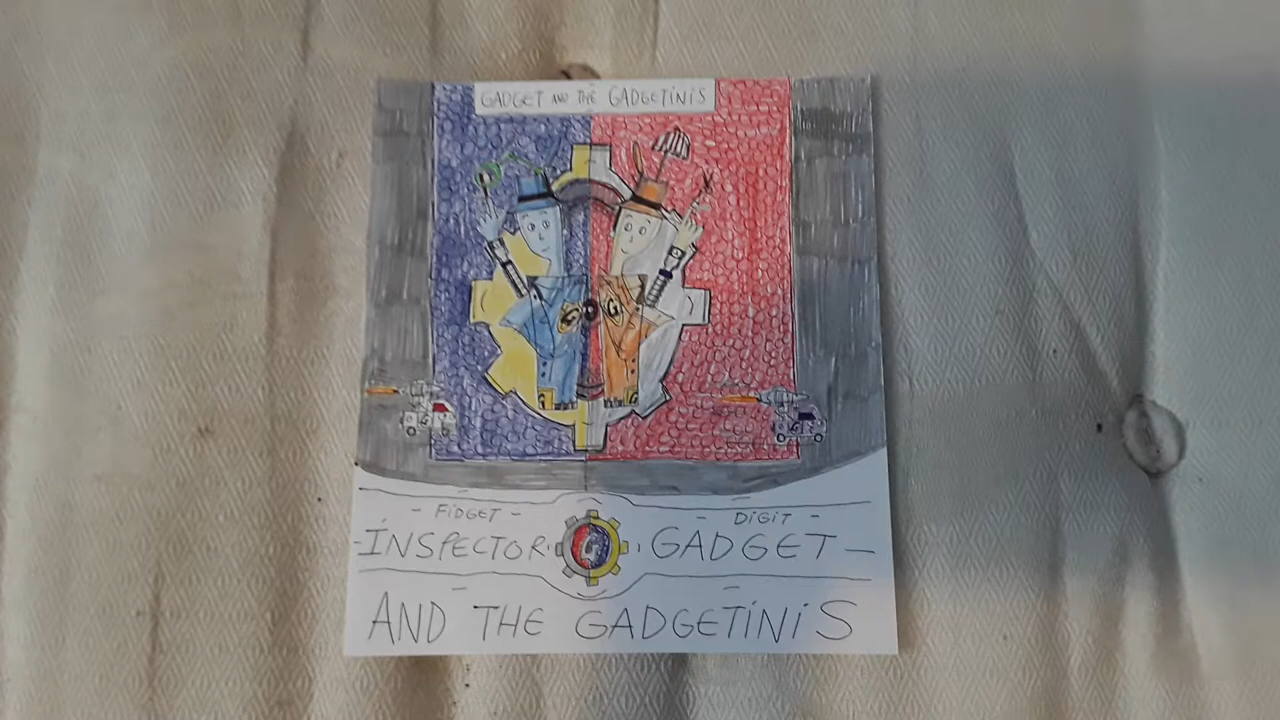 GADGET AND THE GADGETiNiS
- FiDGET -
- DiGiT -
INSPECTOR G GADGET -
AND THE GADGETiNiS